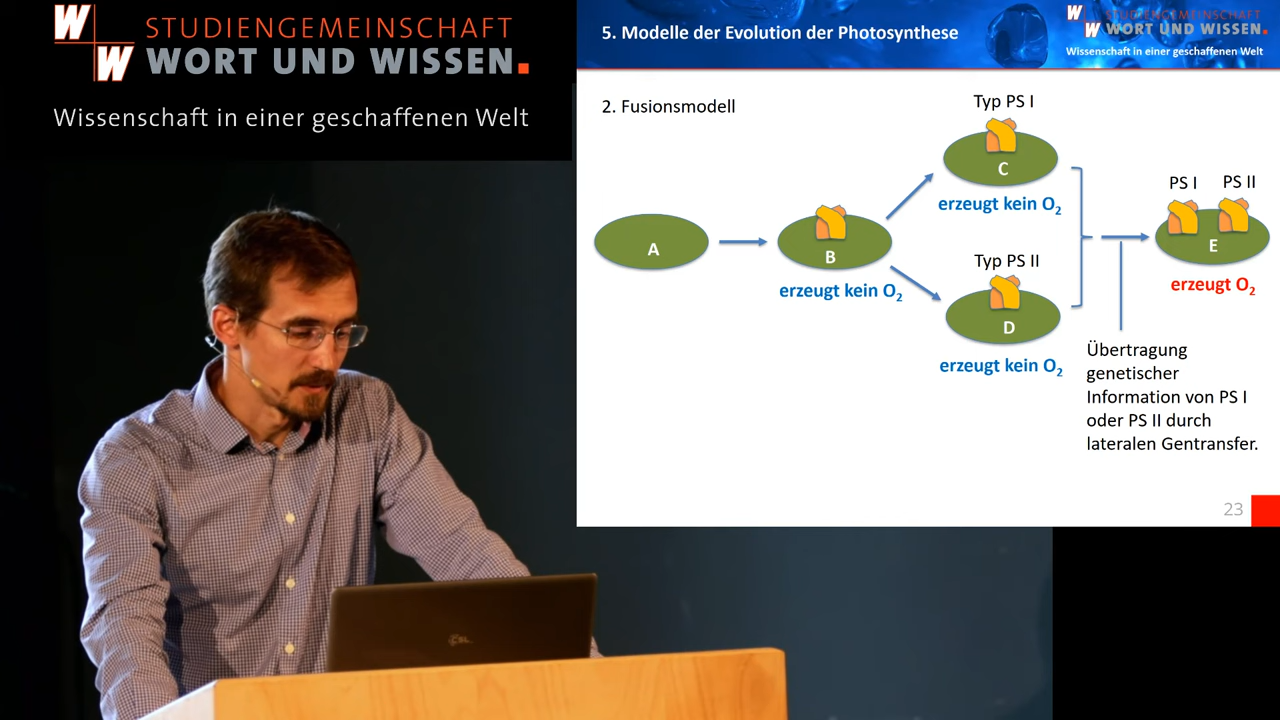 W
W
STUDIENGEMEINSCHAFT
WORT UND WISSEN.
Wissenschaft in einer geschaffenen Welt
5. Modelle der Evolution der Photosynthese
W
W
STUDIENGEMEINSCHAFT
WORT UND WISSEN.
Wissenschaft in einer geschaffenen Welt
2. Fusionsmodell
Typ PS I
C
erzeugt kein O₂
A
B
erzeugt kein O₂
Typ PS II
D
erzeugt kein O₂
PS I
PS II
E
erzeugt O₂
Übertragung
genetischer
Information von PS I
oder PS II durch
lateralen Gentransfer.
23